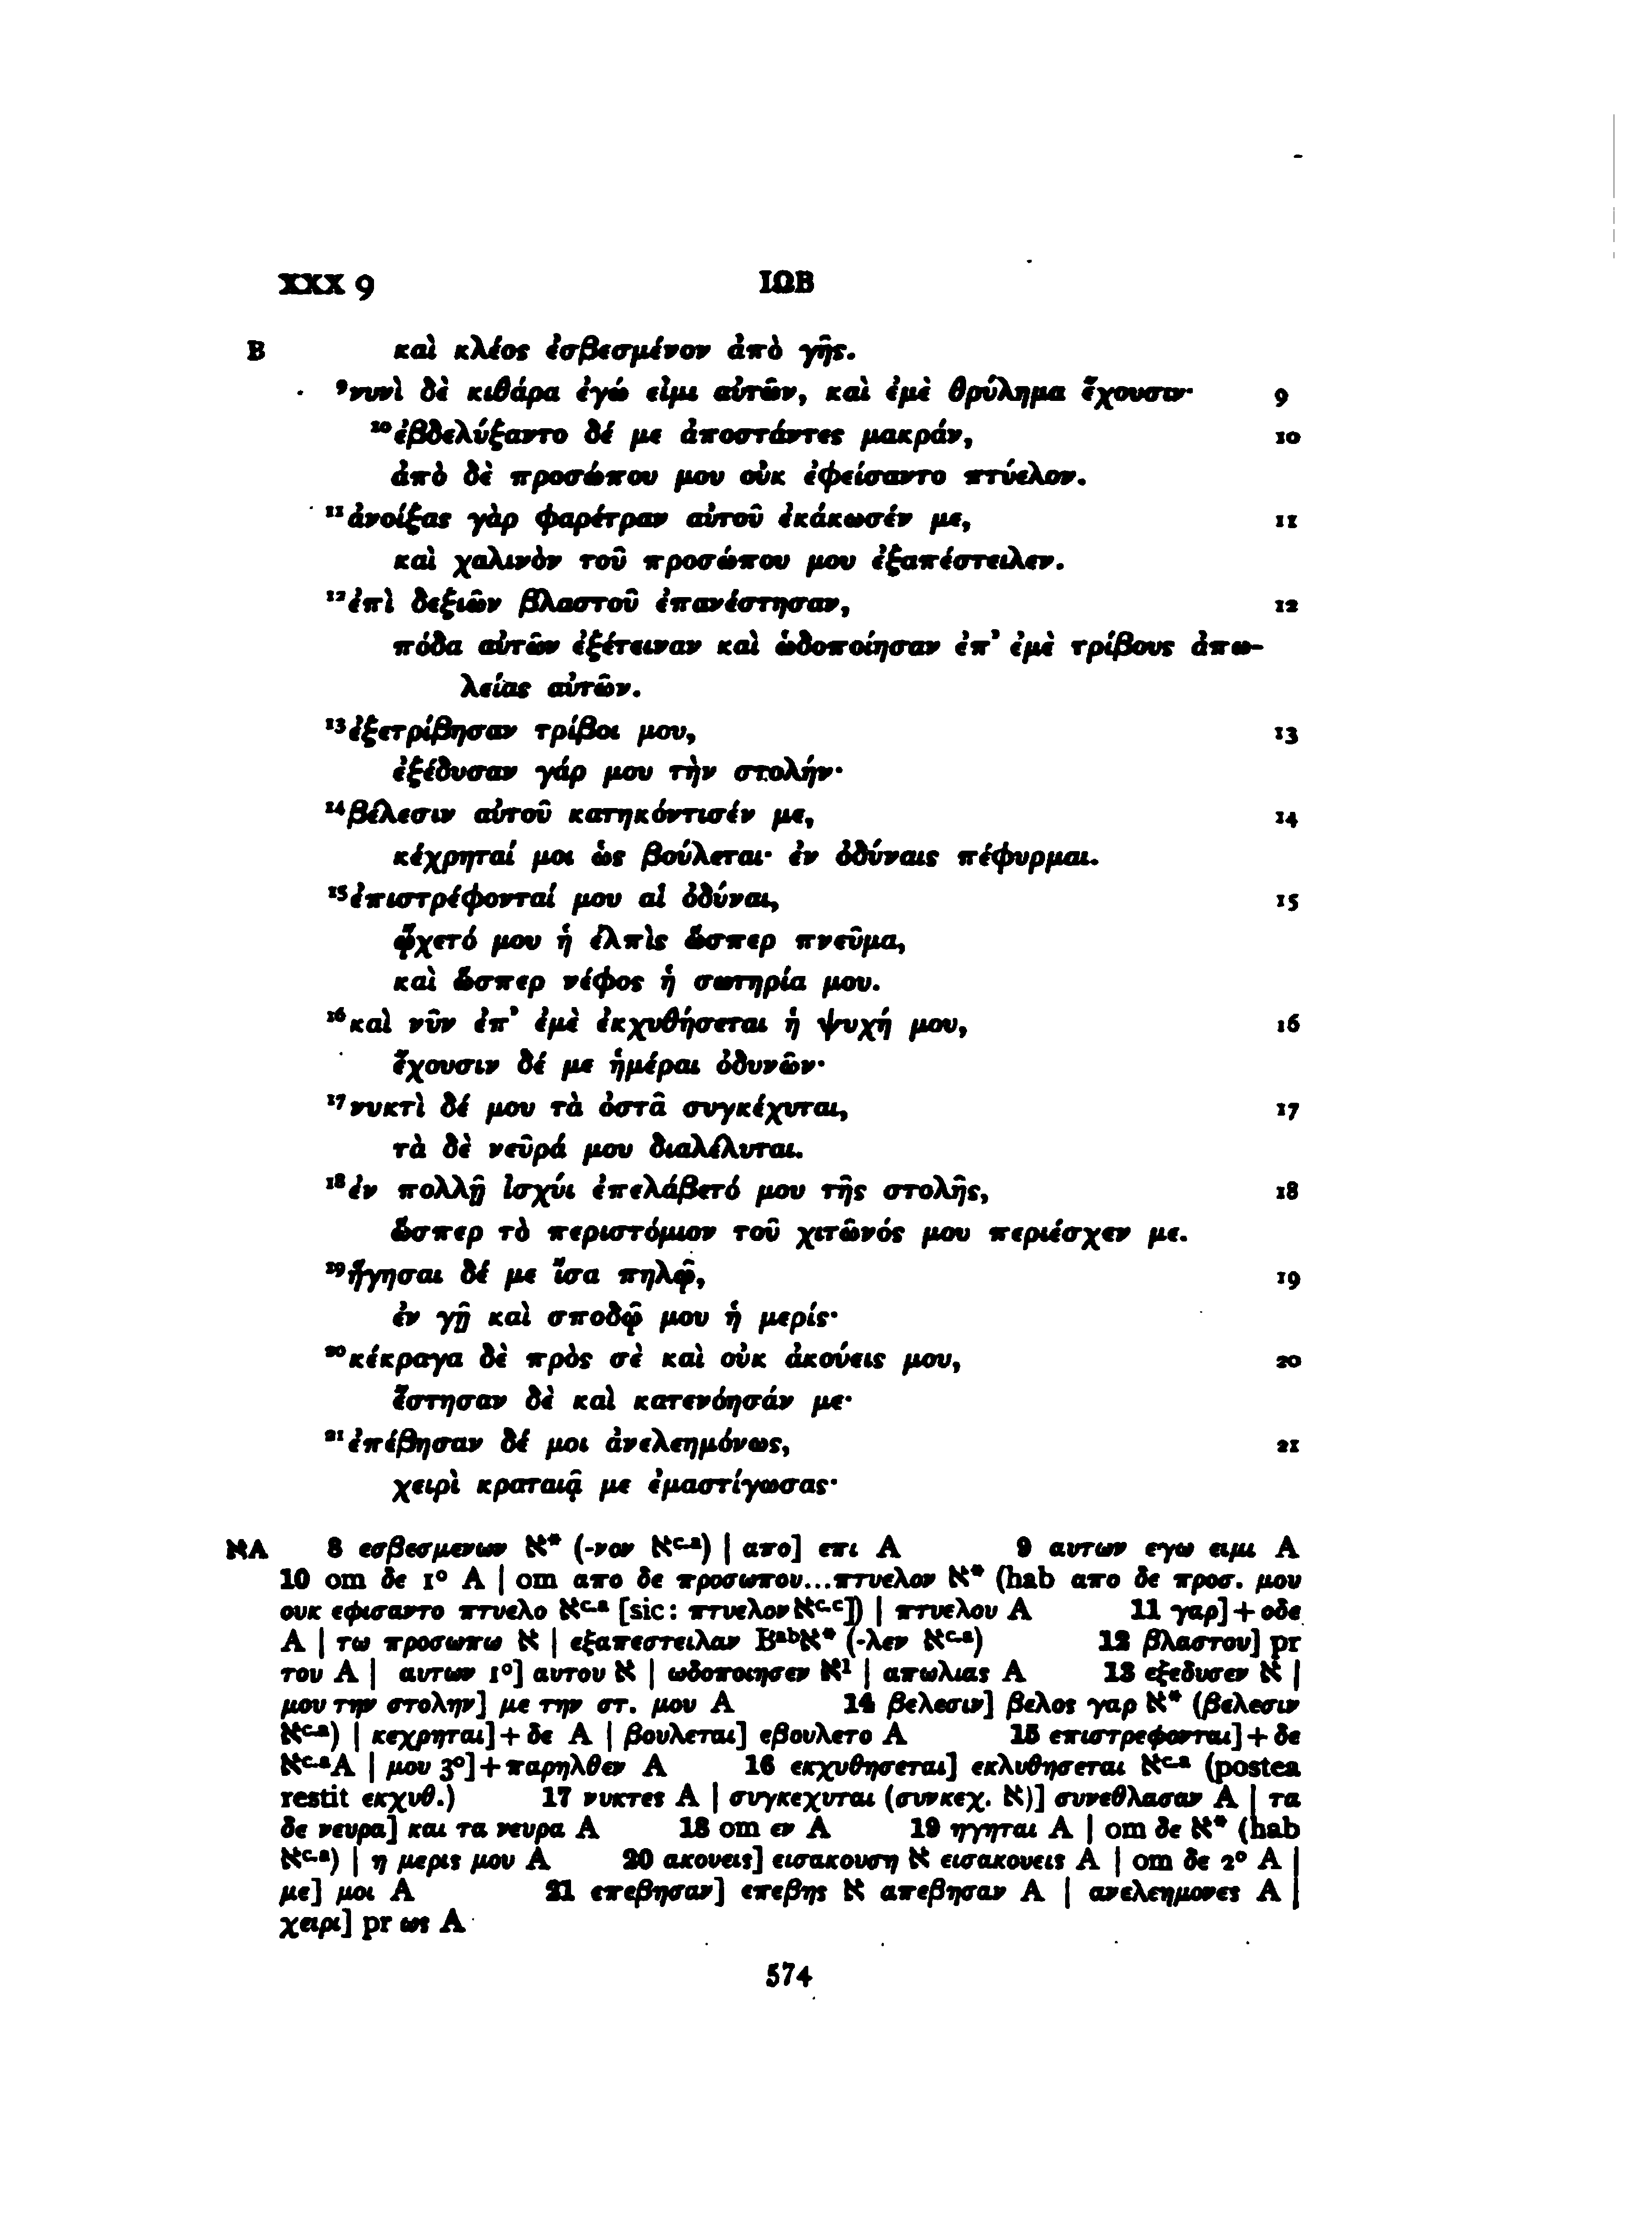 XXX 9 ΙΩΒ
B καὶ κλέος ἐσβεσμένον ἀπὸ γῆς.
⁹νυνὶ δὲ κιθάρα ἐγώ εἰμι αὐτῶν, καὶ ἐμὲ θρύλημα ἔχουσιν· 9
¹⁰ἐβδελύξαντο δέ με ἀποστάντες μακράν, 10
ἀπὸ δὲ προσώπου μου οὐκ ἐφείσαντο πτύελον.
¹¹ἀνοίξας γὰρ φαρέτραν αὐτοῦ ἐκάκωσέν με, 11
καὶ χαλινὸν τοῦ προσώπου μου ἐξαπέστειλεν.
¹²ἐπὶ δεξιῶν βλαστοῦ ἐπανέστησαν, 12
πόδα αὐτῶν ἐξέτειναν καὶ ὡδοποίησαν ἐπ’ ἐμὲ τρίβους ἀπω-
λείας αὐτῶν.
¹³ἐξετρίβησαν τρίβοι μου, 13
ἐξέδυσαν γάρ μου τὴν στολήν·
¹⁴βέλεσιν αὐτοῦ κατηκόντισέν με, 14
κέχρηταί μοι ὡς βούλεται· ἐν ὀδύναις πέφυρμαι.
¹⁵ἐπιστρέφονταί μου αἱ ὀδύναι, 15
ᾤχετό μου ἡ ἐλπὶς ὥσπερ πνεῦμα,
καὶ ὥσπερ νέφος ἡ σωτηρία μου.
¹⁶καὶ νῦν ἐπ’ ἐμὲ ἐκχυθήσεται ἡ ψυχή μου, 16
ἔχουσιν δέ με ἡμέραι ὀδυνῶν·
¹⁷νυκτὶ δέ μου τὰ ὀστᾶ συγκέχυται, 17
τὰ δὲ νεῦρά μου διαλέλυται.
¹⁸ἐν πολλῇ ἰσχύι ἐπελάβετό μου τῆς στολῆς, 18
ὥσπερ τὸ περιστόμιον τοῦ χιτῶνός μου περιέσχεν με.
¹⁹ἥγησαι δέ με ἴσα πηλῷ, 19
ἐν γῇ καὶ σποδῷ μου ἡ μερίς·
²⁰κέκραγα δὲ πρὸς σὲ καὶ οὐκ ἀκούεις μου, 20
ἔστησαν δὲ καὶ κατενόησάν με·
²¹ἐπέβησαν δέ μοι ἀνελεημόνως, 21
χειρὶ κραταιᾷ με ἐμαστίγωσας·
אA 8 εσβεσμενων א* (-νον אᶜ·ᵃ) | απο] επι A 9 αυτων εγω ειμι A
10 om δε 1° A | om απο δε προσωπου...πτυελον א* (hab απο δε προσ. μου
ουκ εφισαντο πτυελο אᶜ·ᵃ [sic: πτυελον אᶜ·ᶜ]) | πτυελου A 11 γαρ]+οδε
A | τω προσωπω א | εξαπεστειλαν Bᵃᵇא* (-λεν אᶜ·ᵃ) 12 βλαστου] pr
του A | αυτων 1°] αυτου א | ωδοποιησεν א¹ | απωλιας A 13 εξεδυσεν א |
μου την στολην] με την στ. μου A 14 βελεσιν] βελος γαρ א* (βελεσιν
אᶜ·ᵃ) | κεχρηται]+δε A | βουλεται] εβουλετο A 15 επιστρεφονται]+δε
אᶜ·ᵃA | μου 3°]+παρηλθεν A 16 εκχυθησεται] εκλυθησεται אᶜ·ᵃ (postea
restit εκχυθ.) 17 νυκτες A | συγκεχυται (συνκεχ. א)] συνεθλασαν A | τα
δε νευρα] και τα νευρα A 18 om εν A 19 ηγηται A | om δε א* (hab
אᶜ·ᵃ) | η μερις μου A 20 ακουεις] εισακουση א εισακουεις A | om δε 2° A |
με] μοι A 21 επεβησαν] επεβης א απεβησαν A | ανελεημονες A |
χειρι] pr ως A
574